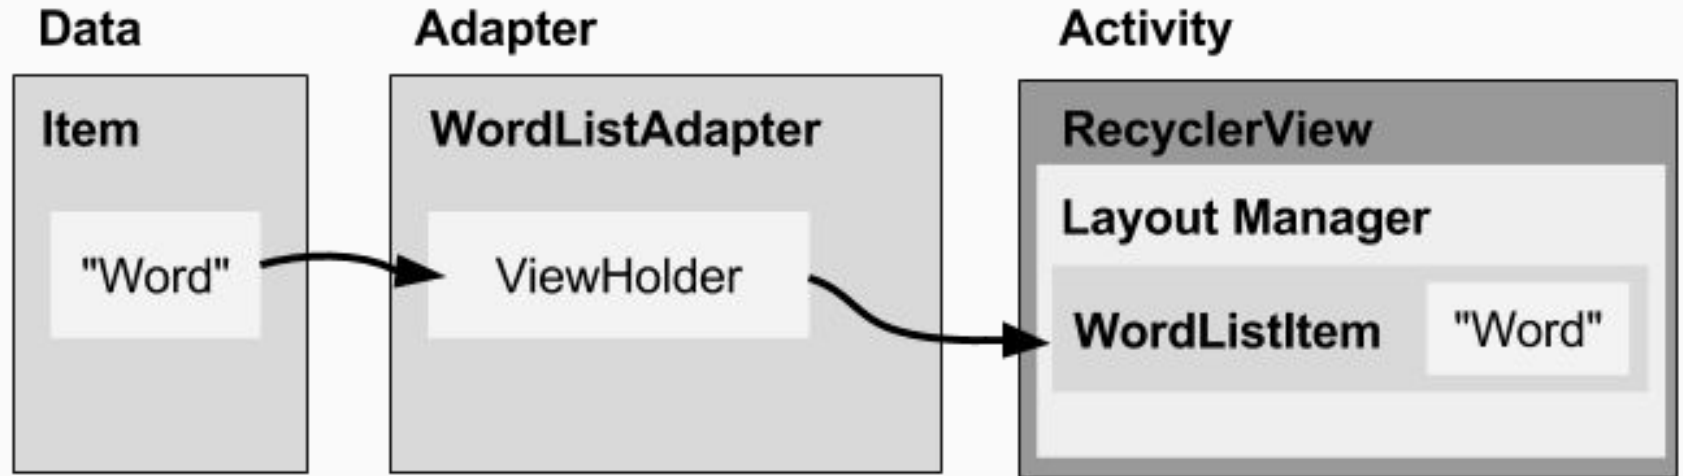 Data
Adapter
Activity
Item
WordListAdapter
RecyclerView
Layout Manager
"Word"
ViewHolder
WordListItem
"Word"